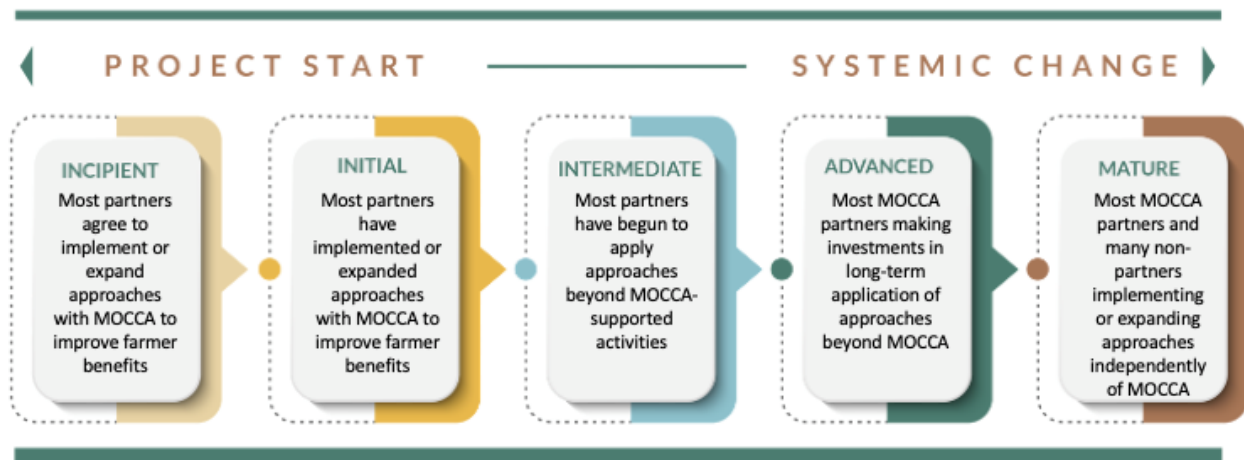 PROJECT START
SYSTEMIC CHANGE
INCIPIENT
Most partners
agree to
implement or
expand
approaches
with MOCCA to
improve farmer
benefits
INITIAL
Most partners
have
implemented or
expanded
approaches
with MOCCA to
improve farmer
benefits
INTERMEDIATE
Most partners
have begun to
apply
approaches
beyond MOCCA-
supported
activities
ADVANCED
Most MOCCA
partners making
investments in
long-term
application of
approaches
beyond MOCCA
MATURE
Most MOCCA
partners and
many non-
partners
implementing
or expanding
approaches
independently
of MOCCA